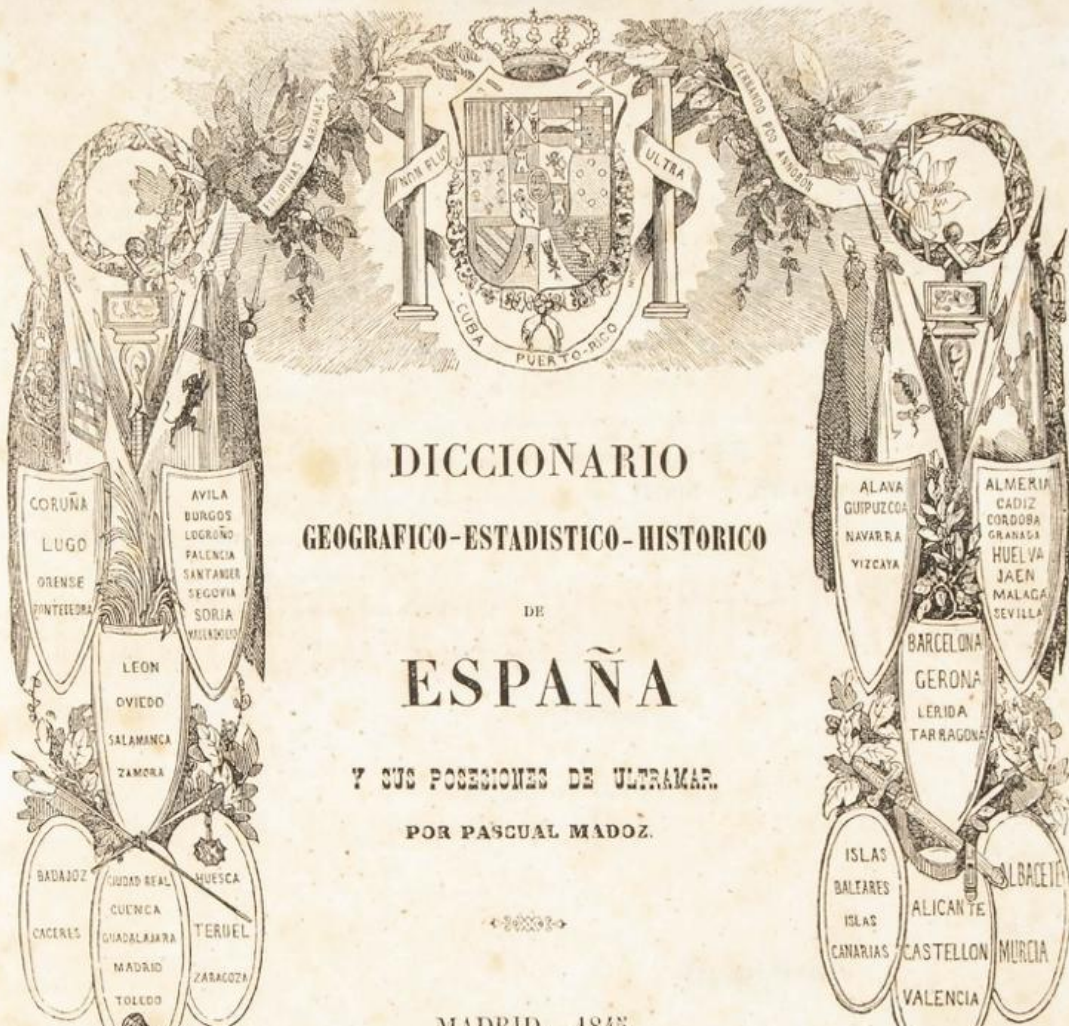 FILIPINAS MARIANAS
NON PLUS
ULTRA
FERNANDO POO ANNOBON
CUBA PUERTO-RICO
DICCIONARIO
GEOGRAFICO-ESTADISTICO-HISTORICO
DE
ESPAÑA
Y SUS POSESIONES DE ULTRAMAR.
POR PASCUAL MADOZ.
CORUÑA
LUGO
ORENSE
PONTEVEDRA
AVILA
BURGOS
LOGROÑO
PALENCIA
SANTANDER
SEGOVIA
SORIA
VALLADOLID
LEON
OVIEDO
SALAMANCA
ZAMORA
BADAJOZ
CACERES
CIUDAD REAL
CUENCA
GUADALAJARA
MADRID
TOLEDO
HUESCA
TERUEL
ZARAGOZA
ALAVA
GUIPUZCOA
NAVARRA
VIZCAYA
ALMERIA
CADIZ
CORDOBA
GRANADA
HUELVA
JAEN
MALAGA
SEVILLA
BARCELONA
GERONA
LERIDA
TARRAGONA
ISLAS
BALEARES
ISLAS
CANARIAS
ALICANTE
CASTELLON
VALENCIA
ALBACETE
MURCIA
MADRID